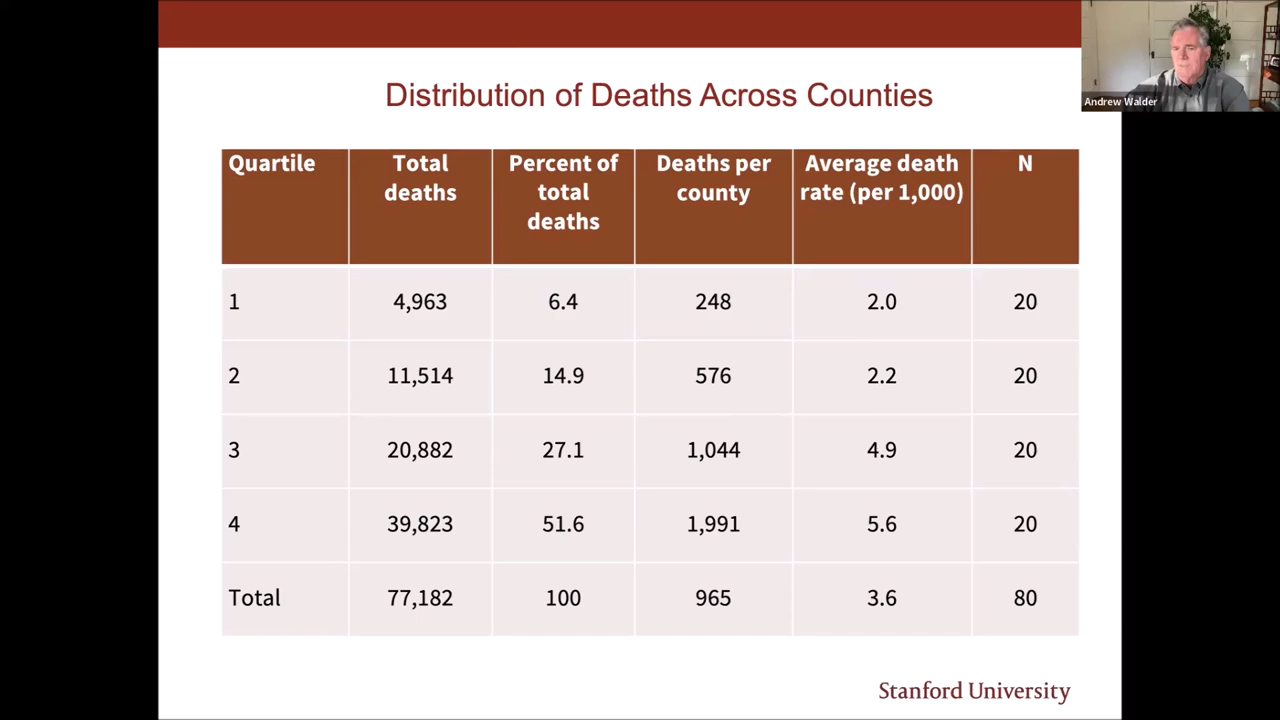 Andrew Walder
Distribution of Deaths Across Counties
Quartile Total deaths Percent of total deaths Deaths per county Average death rate (per 1,000) N
1 4,963 6.4 248 2.0 20
2 11,514 14.9 576 2.2 20
3 20,882 27.1 1,044 4.9 20
4 39,823 51.6 1,991 5.6 20
Total 77,182 100 965 3.6 80
Stanford University